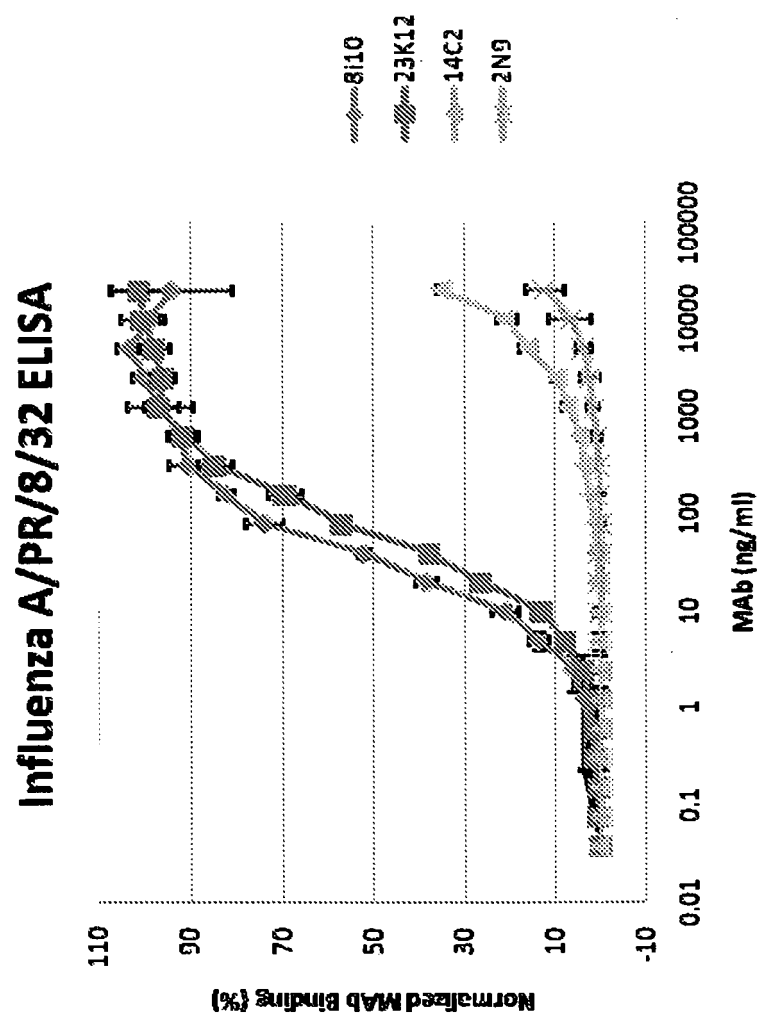 Influenza A/PR/8/32 ELISA
110
90
70
50
30
10
-10
Normalized MAb Binding (%)
0.01
0.1
1
10
100
1000
10000
100000
MAb (ng/ml)
8i10
23K12
14C2
2N9